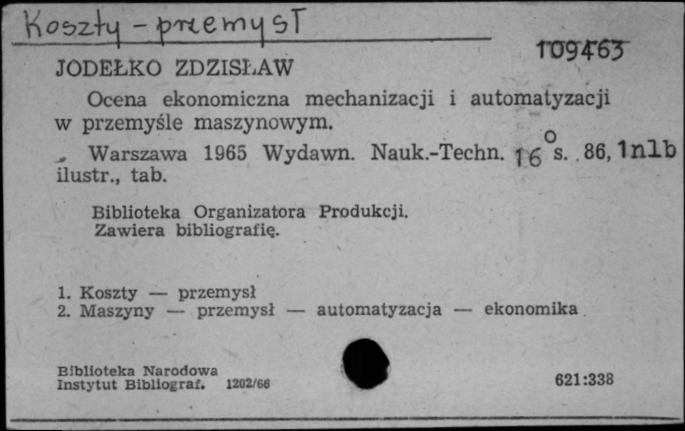 Koszty - przemysł
109463
JODEŁKO ZDZISŁAW
Ocena ekonomiczna mechanizacji i automatyzacji
w przemyśle maszynowym.
Warszawa 1965 Wydawn. Nauk.-Techn. 16° s. 86, 1nlb
ilustr., tab.
Biblioteka Organizatora Produkcji.
Zawiera bibliografię.
1. Koszty — przemysł
2. Maszyny — przemysł — automatyzacja — ekonomika
Biblioteka Narodowa
Instytut Bibliograf. 1202/66
621:338